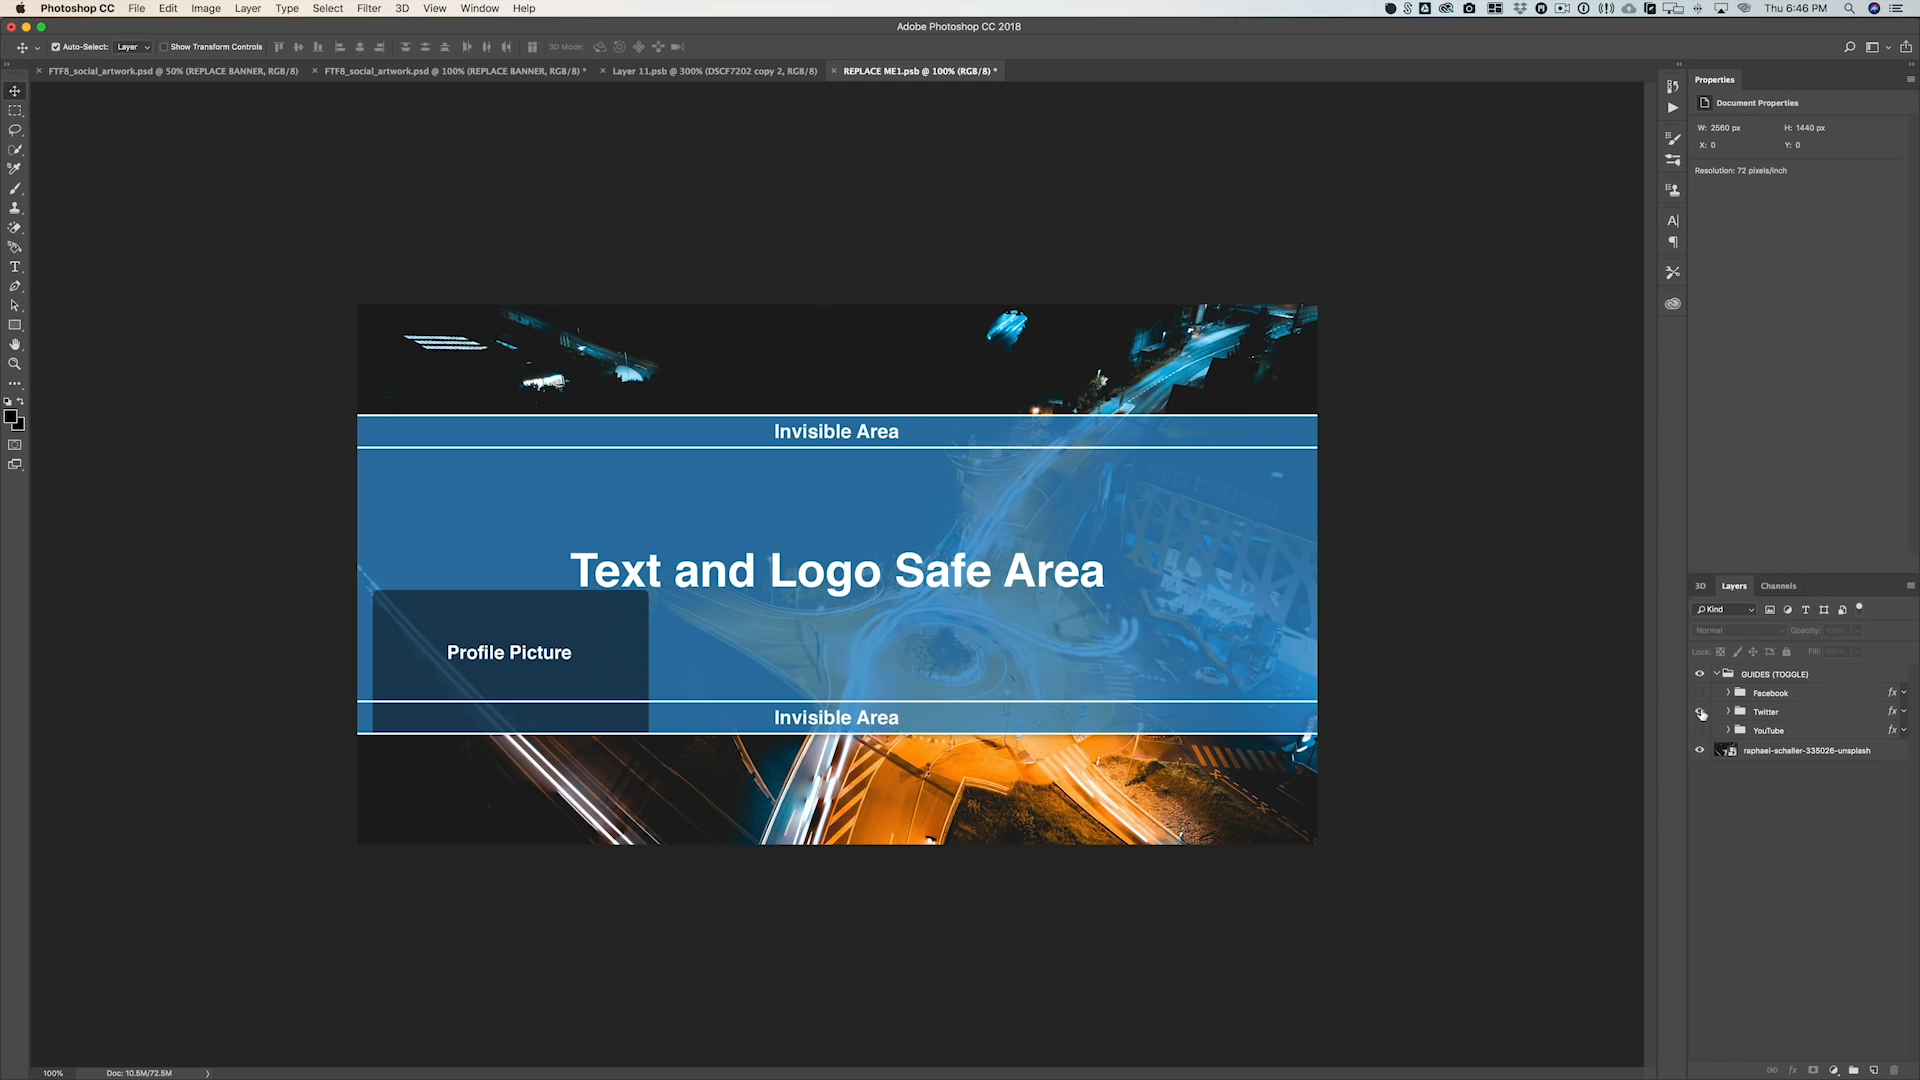 Photoshop CC File Edit Image Layer Type Select Filter 3D View Window Help Thu 6:46 PM
Adobe Photoshop CC 2018
Auto-Select: Layer Show Transform Controls 3D Mode:
FTF8_social_artwork.psd @ 50% (REPLACE BANNER, RGB/8) FTF8_social_artwork.psd @ 100% (REPLACE BANNER, RGB/8) * Layer 11.psb @ 300% (DSCF7202 copy 2, RGB/8) REPLACE ME1.psb @ 100% (RGB/8) *
Properties
Document Properties
W: 2560 px H: 1440 px
X: 0 Y: 0
Resolution: 72 pixels/inch
Invisible Area
Text and Logo Safe Area
Profile Picture
Invisible Area
3D Layers Channels
Kind
Normal Opacity: 100%
Lock: Fill: 100%
GUIDES (TOGGLE)
Facebook fx
Twitter fx
YouTube fx
raphael-schaller-335026-unsplash
100% Doc: 10.5M/72.5M